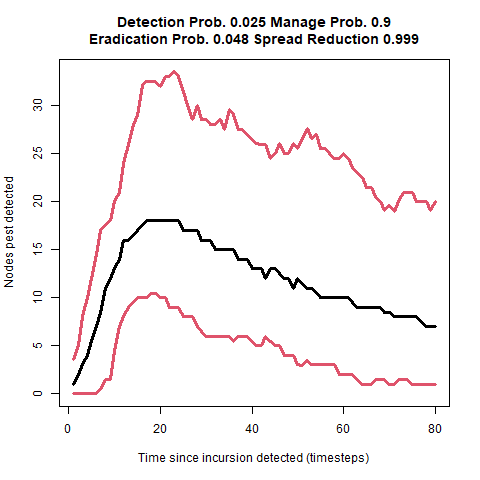 Detection Prob. 0.025 Manage Prob. 0.9
Eradication Prob. 0.048 Spread Reduction 0.999
Nodes pest detected
30
25
20
15
10
5
0
0 20 40 60 80
Time since incursion detected (timesteps)